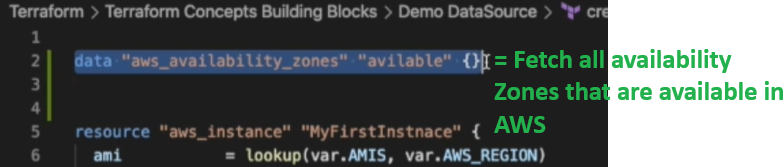 Terraform > Terraform Concepts Building Blocks > Demo DataSource > cre
1
2 data "aws_availability_zones" "avilable" {} = Fetch all availability
3 Zones that are available in
4 AWS
5 resource "aws_instance" "MyFirstInstnace" {
6 ami = lookup(var.AMIS, var.AWS_REGION)